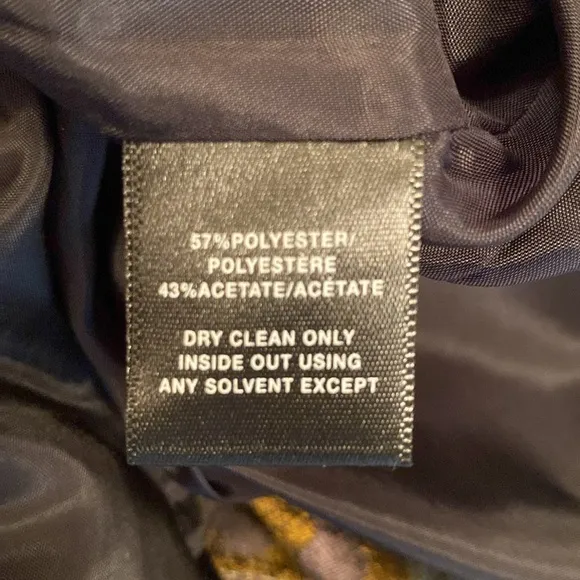 57%POLYESTER/
POLYESTÈRE
43%ACETATE/ACÉTATE
DRY CLEAN ONLY
INSIDE OUT USING
ANY SOLVENT EXCEPT